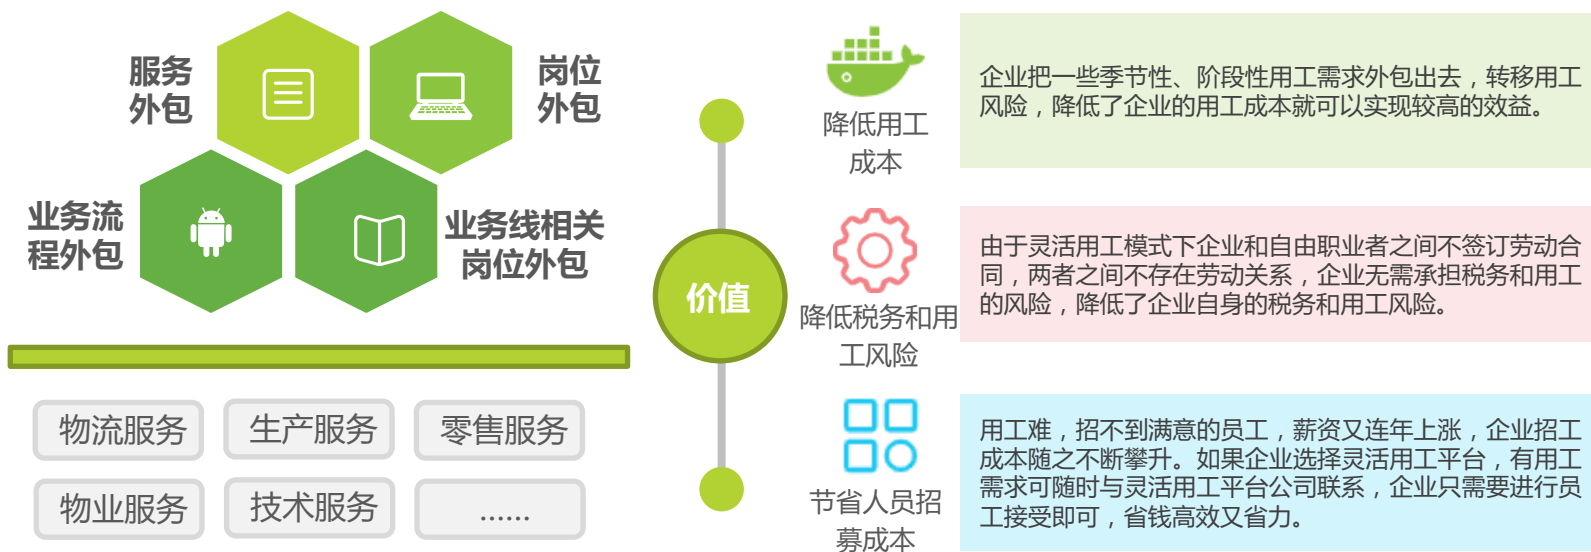 服务
外包
岗位
外包
业务流
程外包
业务线相关
岗位外包
物流服务
生产服务
零售服务
物业服务
技术服务
......
价值
降低用工
成本
企业把一些季节性、阶段性用工需求外包出去，转移用工
风险，降低了企业的用工成本就可以实现较高的效益。
降低税务和用
工风险
由于灵活用工模式下企业和自由职业者之间不签订劳动合
同，两者之间不存在劳动关系，企业无需承担税务和用工
的风险，降低了企业自身的税务和用工风险。
节省人员招
募成本
用工难，招不到满意的员工，薪资又连年上涨，企业招工
成本随之不断攀升。如果企业选择灵活用工平台，有用工
需求可随时与灵活用工平台公司联系，企业只需要进行员
工接受即可，省钱高效又省力。